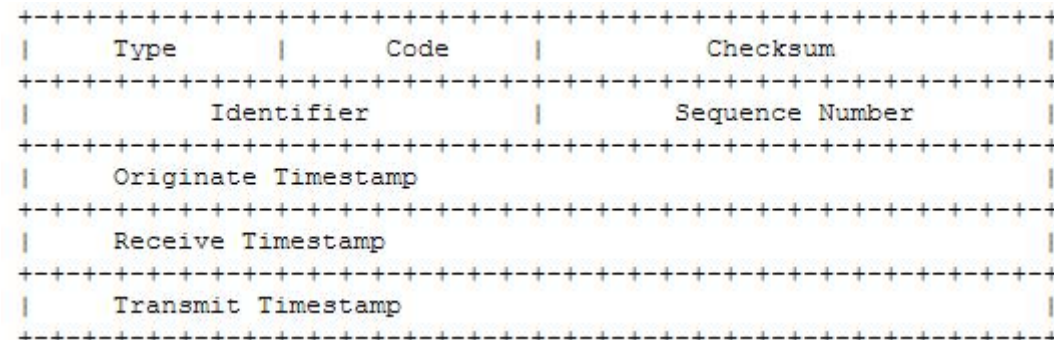 +-+-+-+-+-+-+-+-+-+-+-+-+-+-+-+-+-+-+-+-+-+-+-+-+-+-+-+-+-+-+-+-+
|     Type      |      Code     |          Checksum             |
+-+-+-+-+-+-+-+-+-+-+-+-+-+-+-+-+-+-+-+-+-+-+-+-+-+-+-+-+-+-+-+-+
|           Identifier          |        Sequence Number        |
+-+-+-+-+-+-+-+-+-+-+-+-+-+-+-+-+-+-+-+-+-+-+-+-+-+-+-+-+-+-+-+-+
|     Originate Timestamp                                       |
+-+-+-+-+-+-+-+-+-+-+-+-+-+-+-+-+-+-+-+-+-+-+-+-+-+-+-+-+-+-+-+-+
|     Receive Timestamp                                         |
+-+-+-+-+-+-+-+-+-+-+-+-+-+-+-+-+-+-+-+-+-+-+-+-+-+-+-+-+-+-+-+-+
|     Transmit Timestamp                                        |
+-+-+-+-+-+-+-+-+-+-+-+-+-+-+-+-+-+-+-+-+-+-+-+-+-+-+-+-+-+-+-+-+